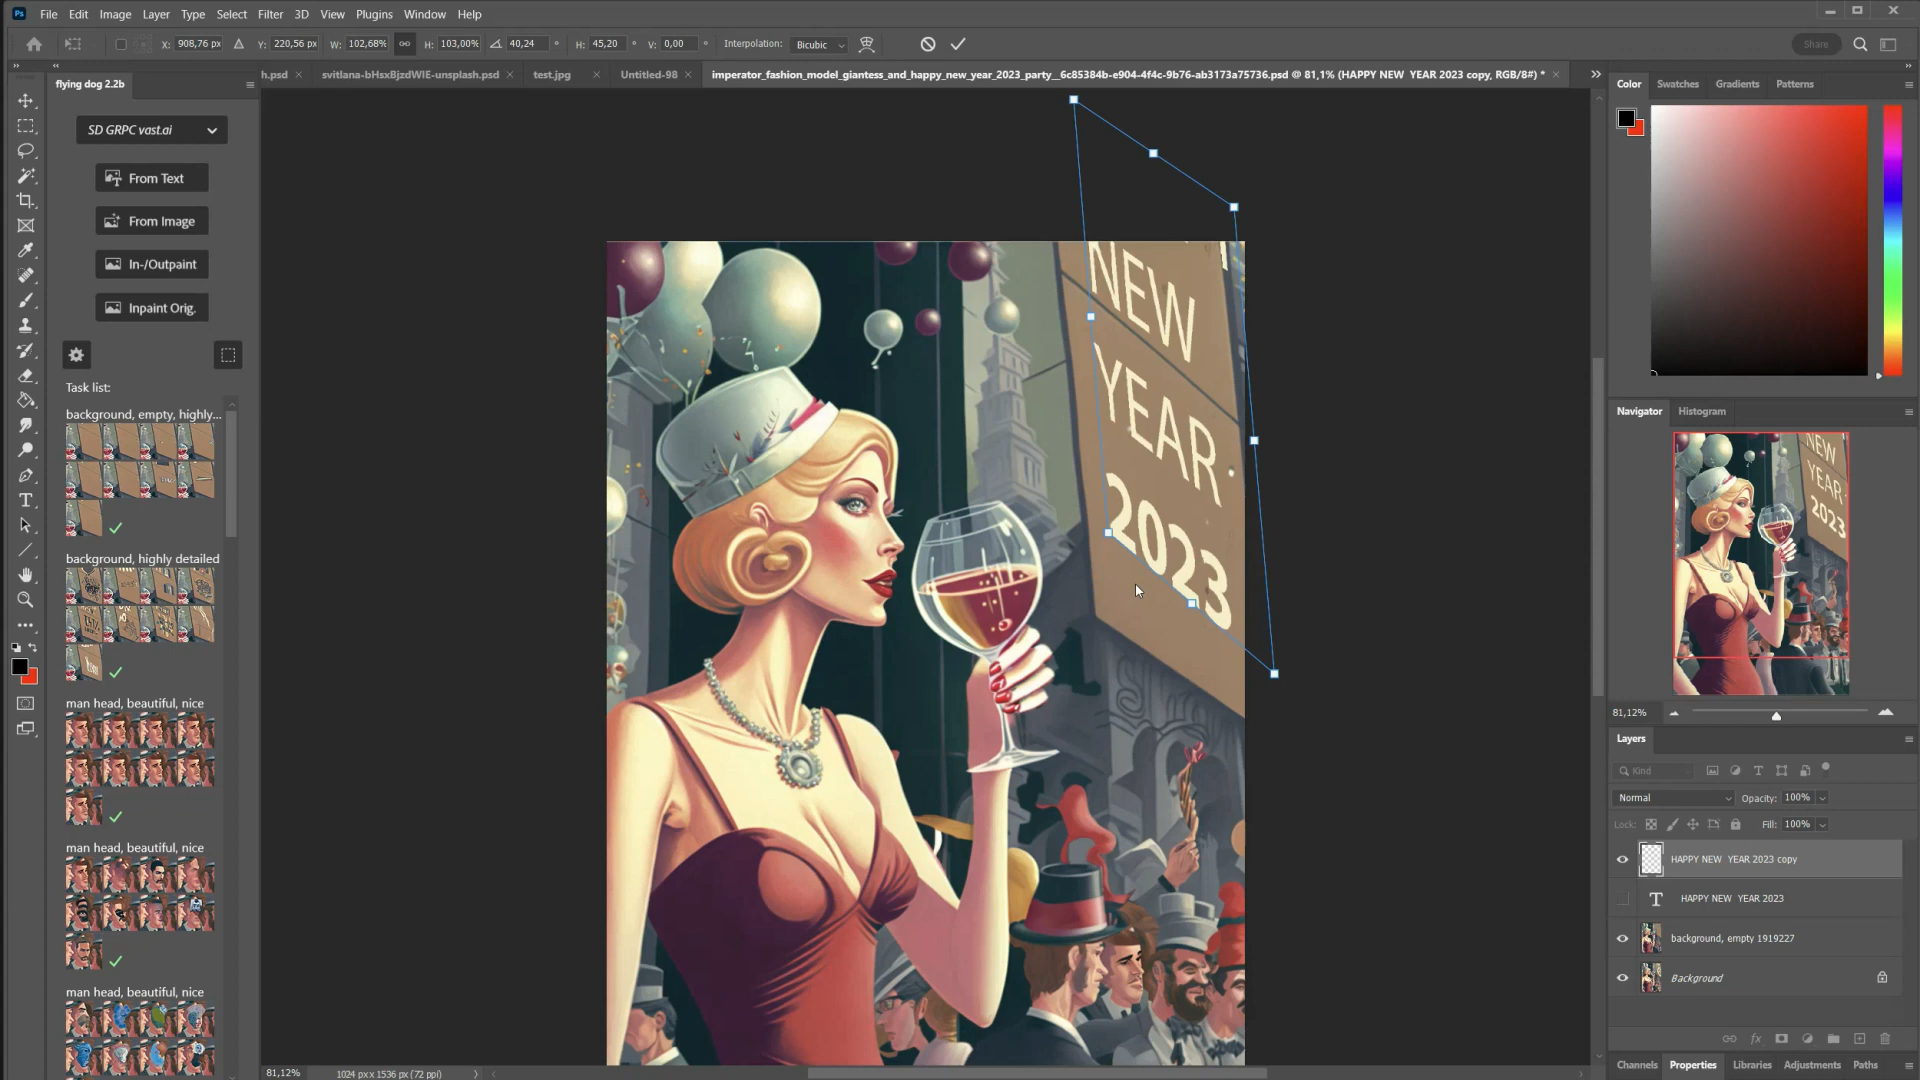 Ps File Edit Image Layer Type Select Filter 3D View Plugins Window Help
X: 908,76 px Y: 220,56 px W: 102,68% H: 103,00% 40,24 ° H: 45,20 ° V: 0,00 ° Interpolation: Bicubic Share
h.psd svitlana-bHsxBjzdWIE-unsplash.psd test.jpg Untitled-98 imperator_fashion_model_giantess_and_happy_new_year_2023_party__6c85384b-e904-4f4c-9b76-ab3173a75736.psd @ 81,1% (HAPPY NEW YEAR 2023 copy, RGB/8#) *
flying dog 2.2b
SD GRPC vast.ai
From Text
From Image
In-/Outpaint
Inpaint Orig.
Task list:
background, empty, highly...
background, highly detailed
man head, beautiful, nice
man head, beautiful, nice
man head, beautiful, nice
NEW
YEAR
2023
81,12% 1024 px x 1536 px (72 ppi)
Color Swatches Gradients Patterns
Navigator Histogram
NEW
YEAR
2023
81,12%
Layers
Kind
Normal Opacity: 100%
Lock: Fill: 100%
HAPPY NEW YEAR 2023 copy
T HAPPY NEW YEAR 2023
background, empty 1919227
Background
fx
Channels Properties Libraries Adjustments Paths